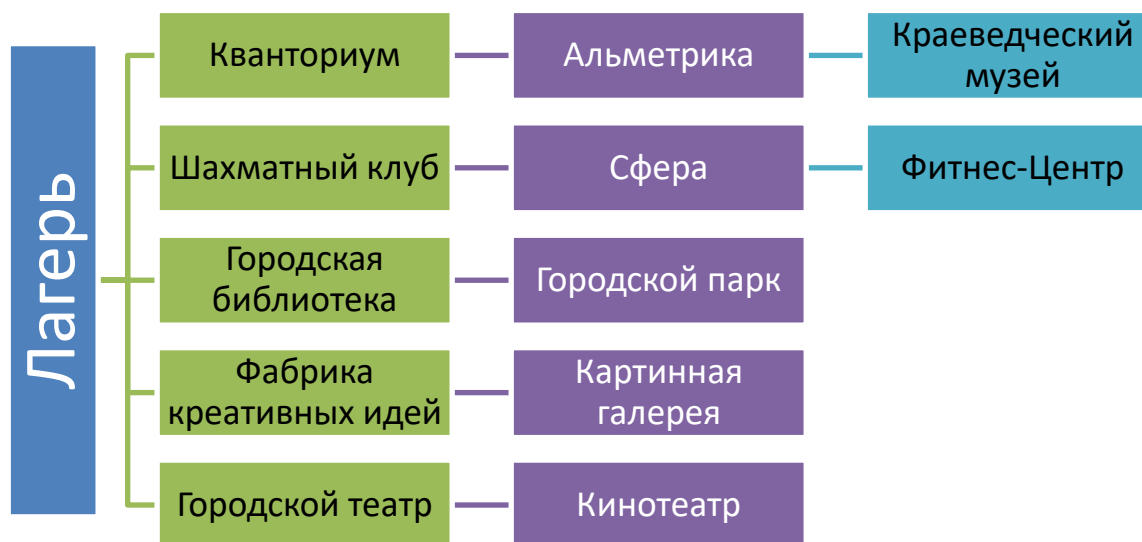 Лагерь
Кванториум
Альметрика
Краеведческий
музей
Шахматный клуб
Сфера
Фитнес-Центр
Городская
библиотека
Городской парк
Фабрика
креативных идей
Картинная
галерея
Городской театр
Кинотеатр